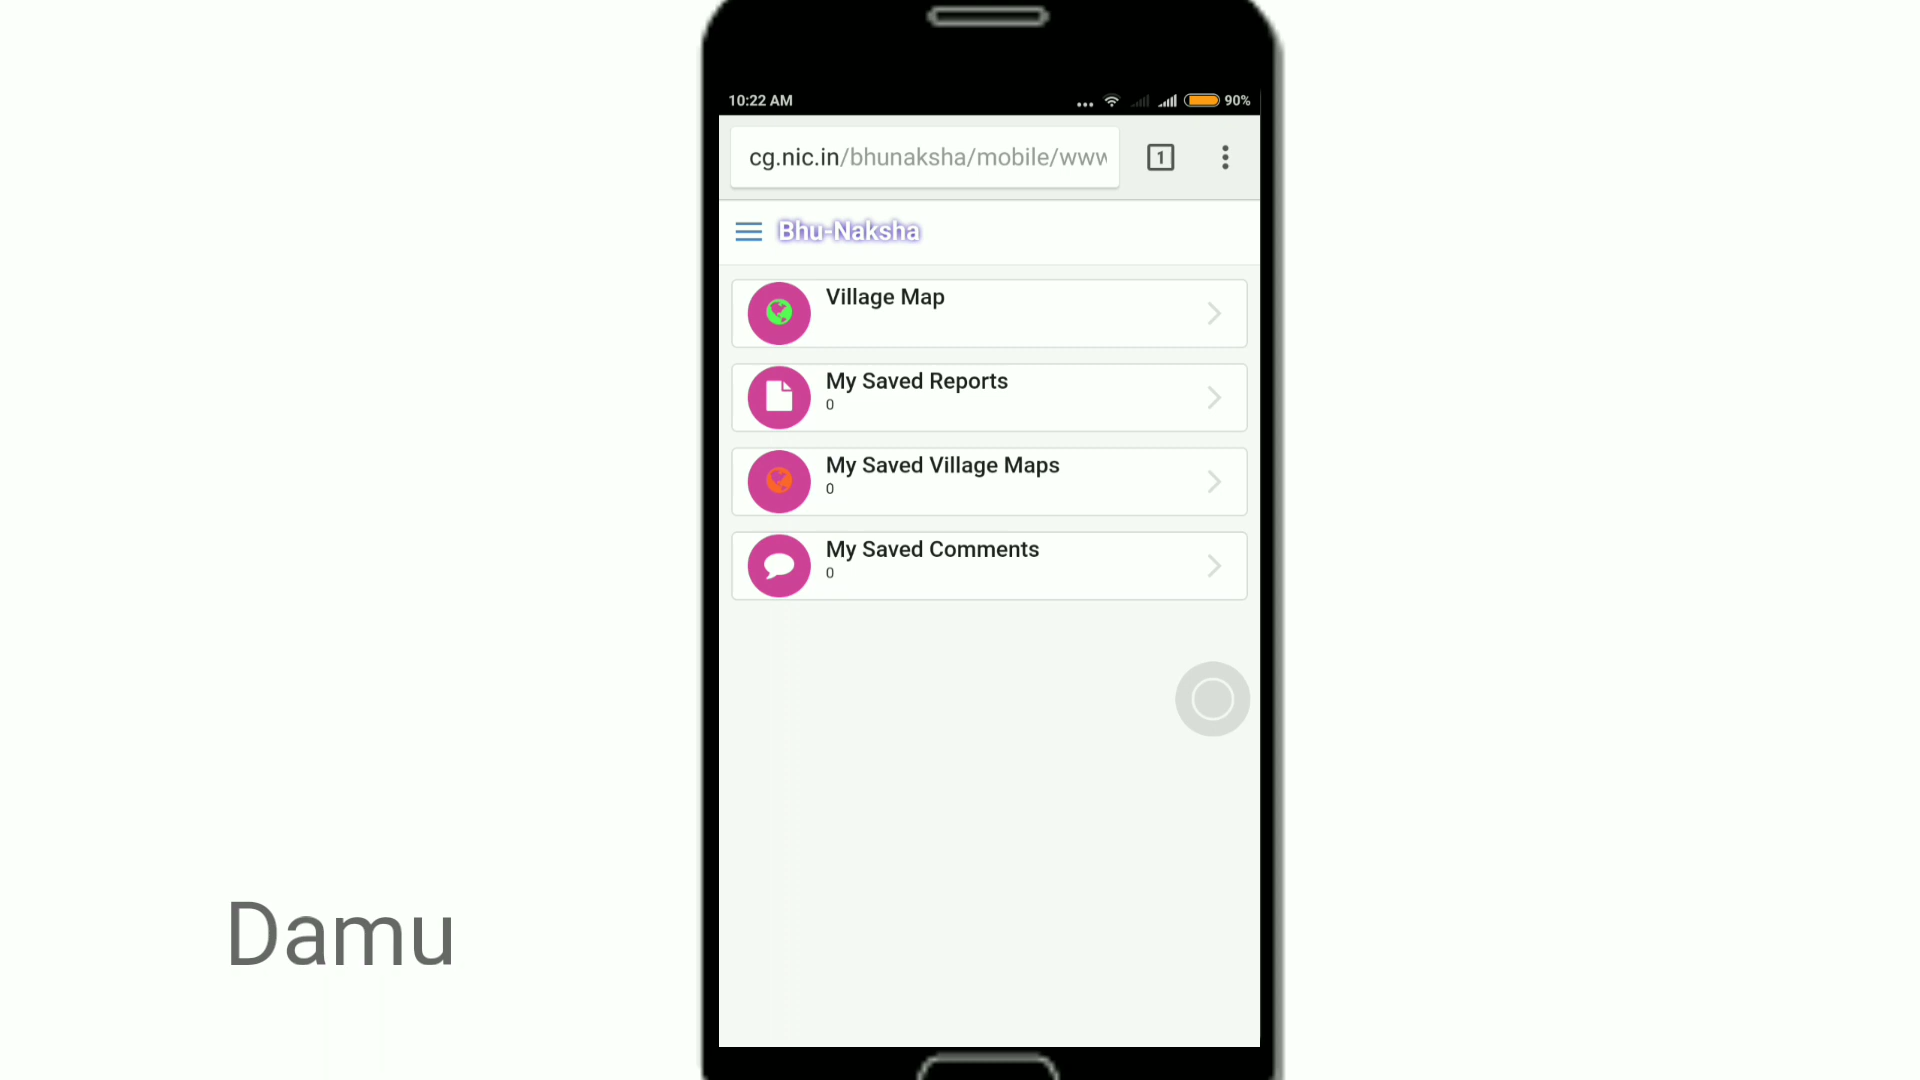 10:22 AM
90%
cg.nic.in/bhunaksha/mobile/www
1
Bhu-Naksha
Village Map
My Saved Reports
0
My Saved Village Maps
0
My Saved Comments
0
Damu